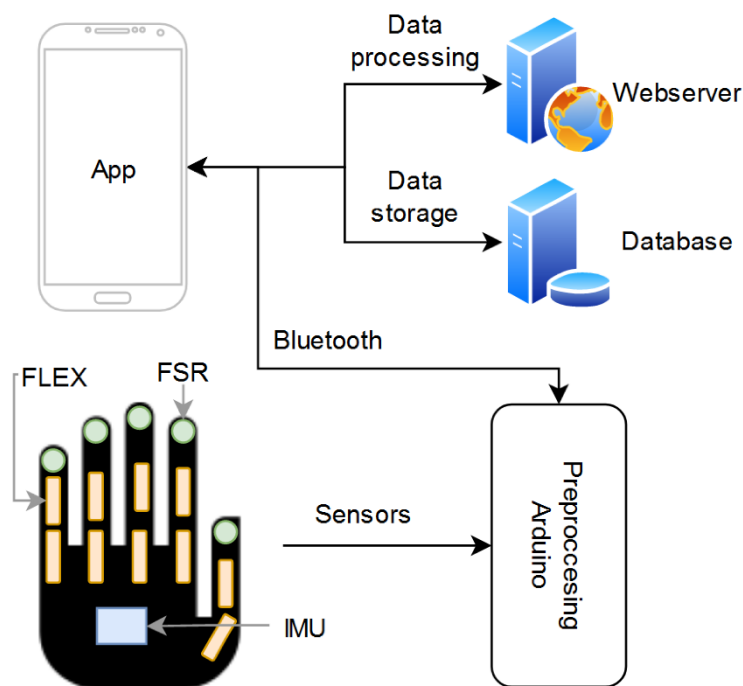 Data
processing
Webserver
App
Data
storage
Database
Bluetooth
FLEX
FSR
Sensors
Preproccesing
Arduino
IMU